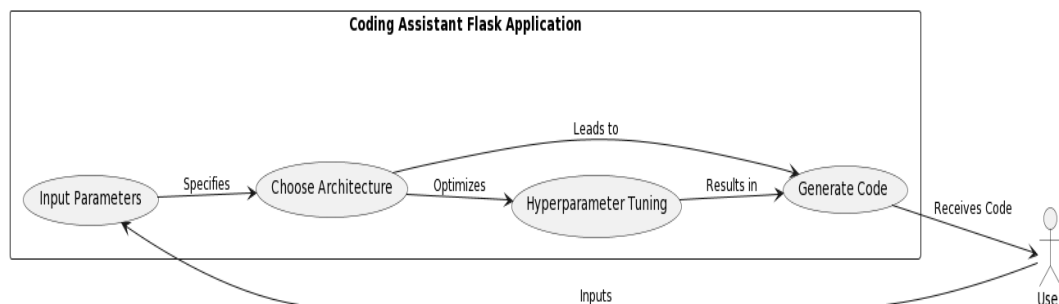 Coding Assistant Flask Application
Leads to
Specifies
Optimizes
Results in
Input Parameters
Choose Architecture
Hyperparameter Tuning
Generate Code
Receives Code
Inputs
Use